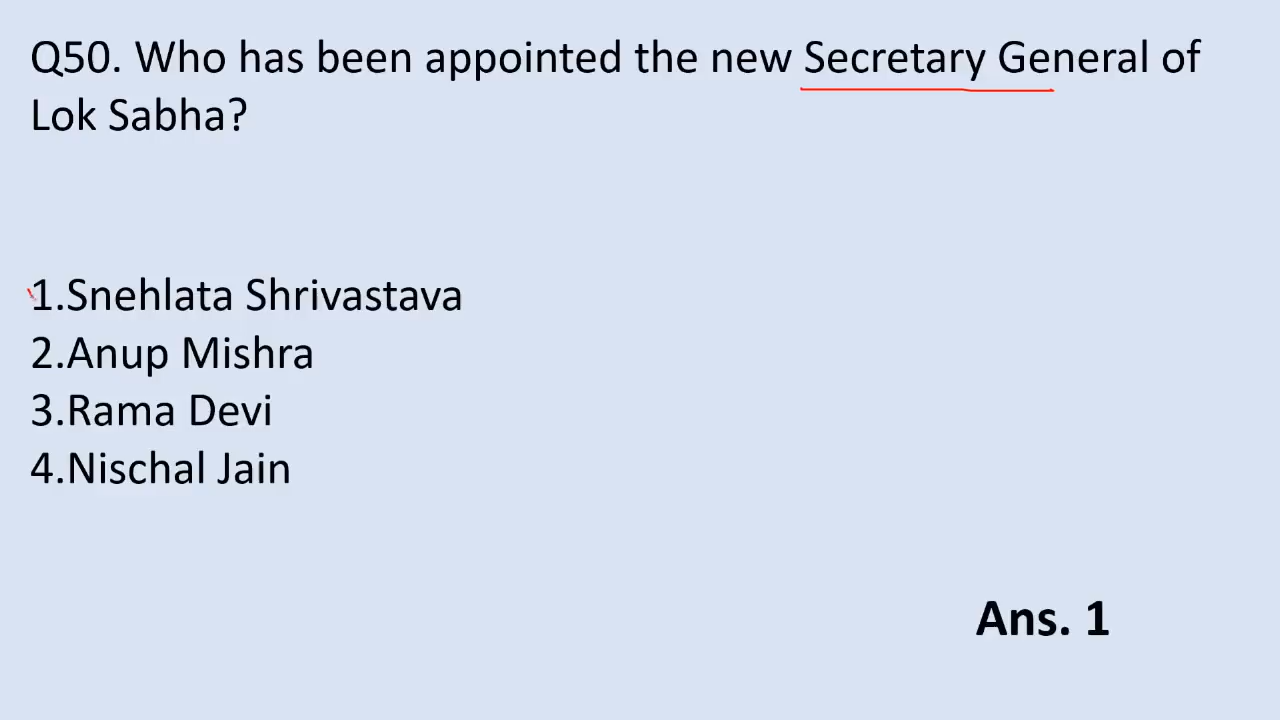 Q50. Who has been appointed the new Secretary General of
Lok Sabha?
1.Snehlata Shrivastava
2.Anup Mishra
3.Rama Devi
4.Nischal Jain
Ans. 1